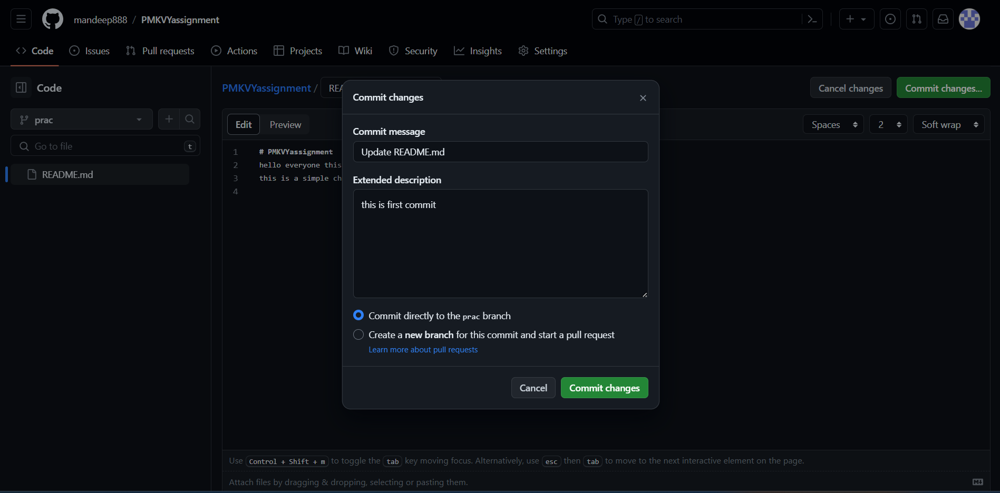 mandeep888 / PMKVYassignment
Type / to search
Code Issues Pull requests Actions Projects Wiki Security Insights Settings
Code
prac
Go to file t
README.md
PMKVYassignment /
Cancel changes Commit changes...
Edit Preview
Spaces 2 Soft wrap
1 # PMKVYassignment
2 hello everyone this
3 this is a simple
4
Commit changes
Commit message
Update README.md
Extended description
this is first commit
Commit directly to the prac branch
Create a new branch for this commit and start a pull request
Learn more about pull requests
Cancel Commit changes
Use Control + Shift + m to toggle the tab key moving focus. Alternatively, use esc then tab to move to the next interactive element on the page.
Attach files by dragging & dropping, selecting or pasting them.